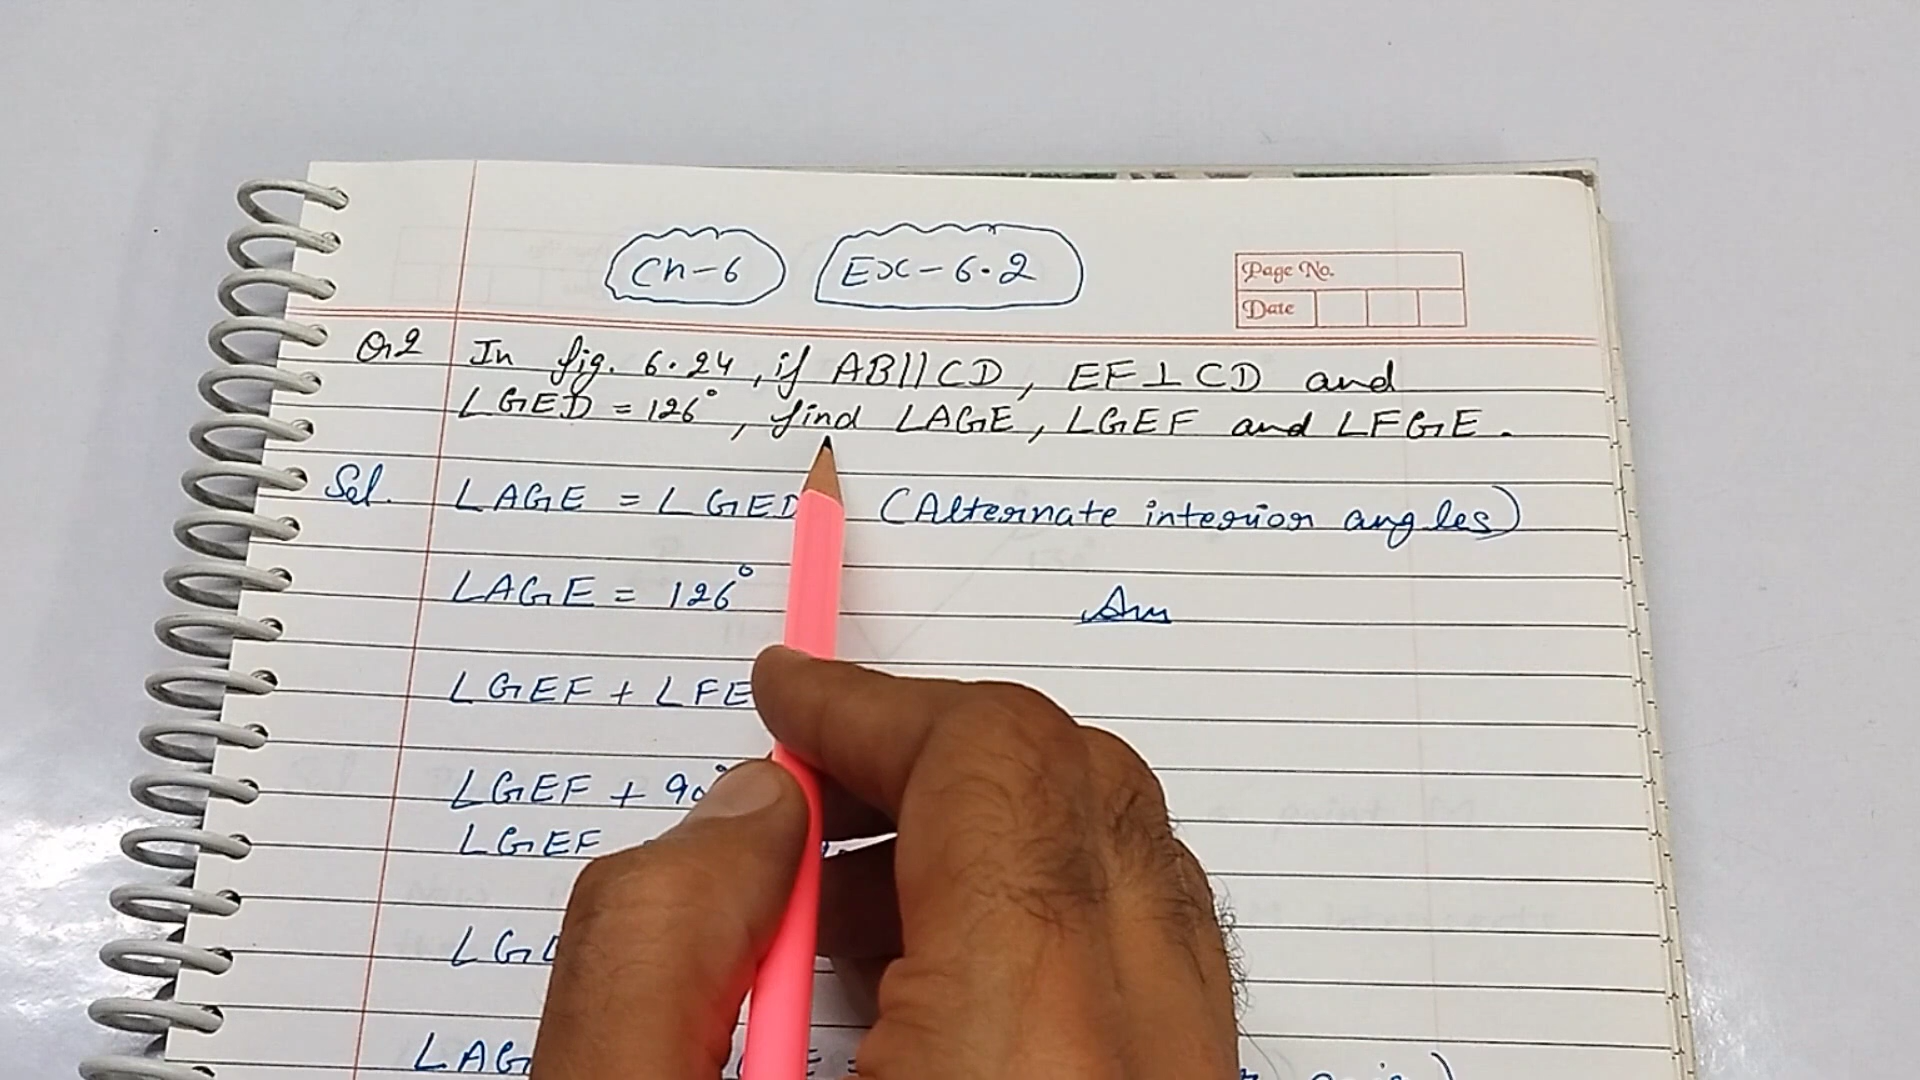 Ch-6 Ex-6.2
Page No.
Date
Q.2 In fig. 6.24, if AB||CD, EF⊥CD and
∠GED = 126°, find ∠AGE, ∠GEF and ∠FGE.
Sol. ∠AGE = ∠GED (Alternate interior angles)
∠AGE = 126° Ans
∠GEF + ∠FE
∠GEF + 90°
∠GEF